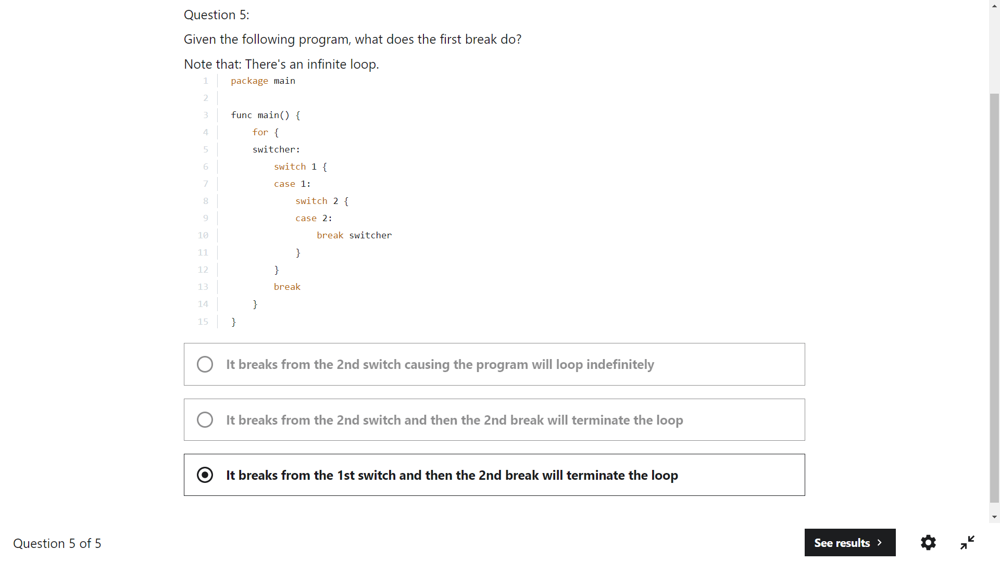 Question 5:
Given the following program, what does the first break do?
Note that: There's an infinite loop.
1 package main
2
3 func main() {
4 for {
5 switcher:
6 switch 1 {
7 case 1:
8 switch 2 {
9 case 2:
10 break switcher
11 }
12 }
13 break
14 }
15 }
It breaks from the 2nd switch causing the program will loop indefinitely
It breaks from the 2nd switch and then the 2nd break will terminate the loop
It breaks from the 1st switch and then the 2nd break will terminate the loop
Question 5 of 5
See results